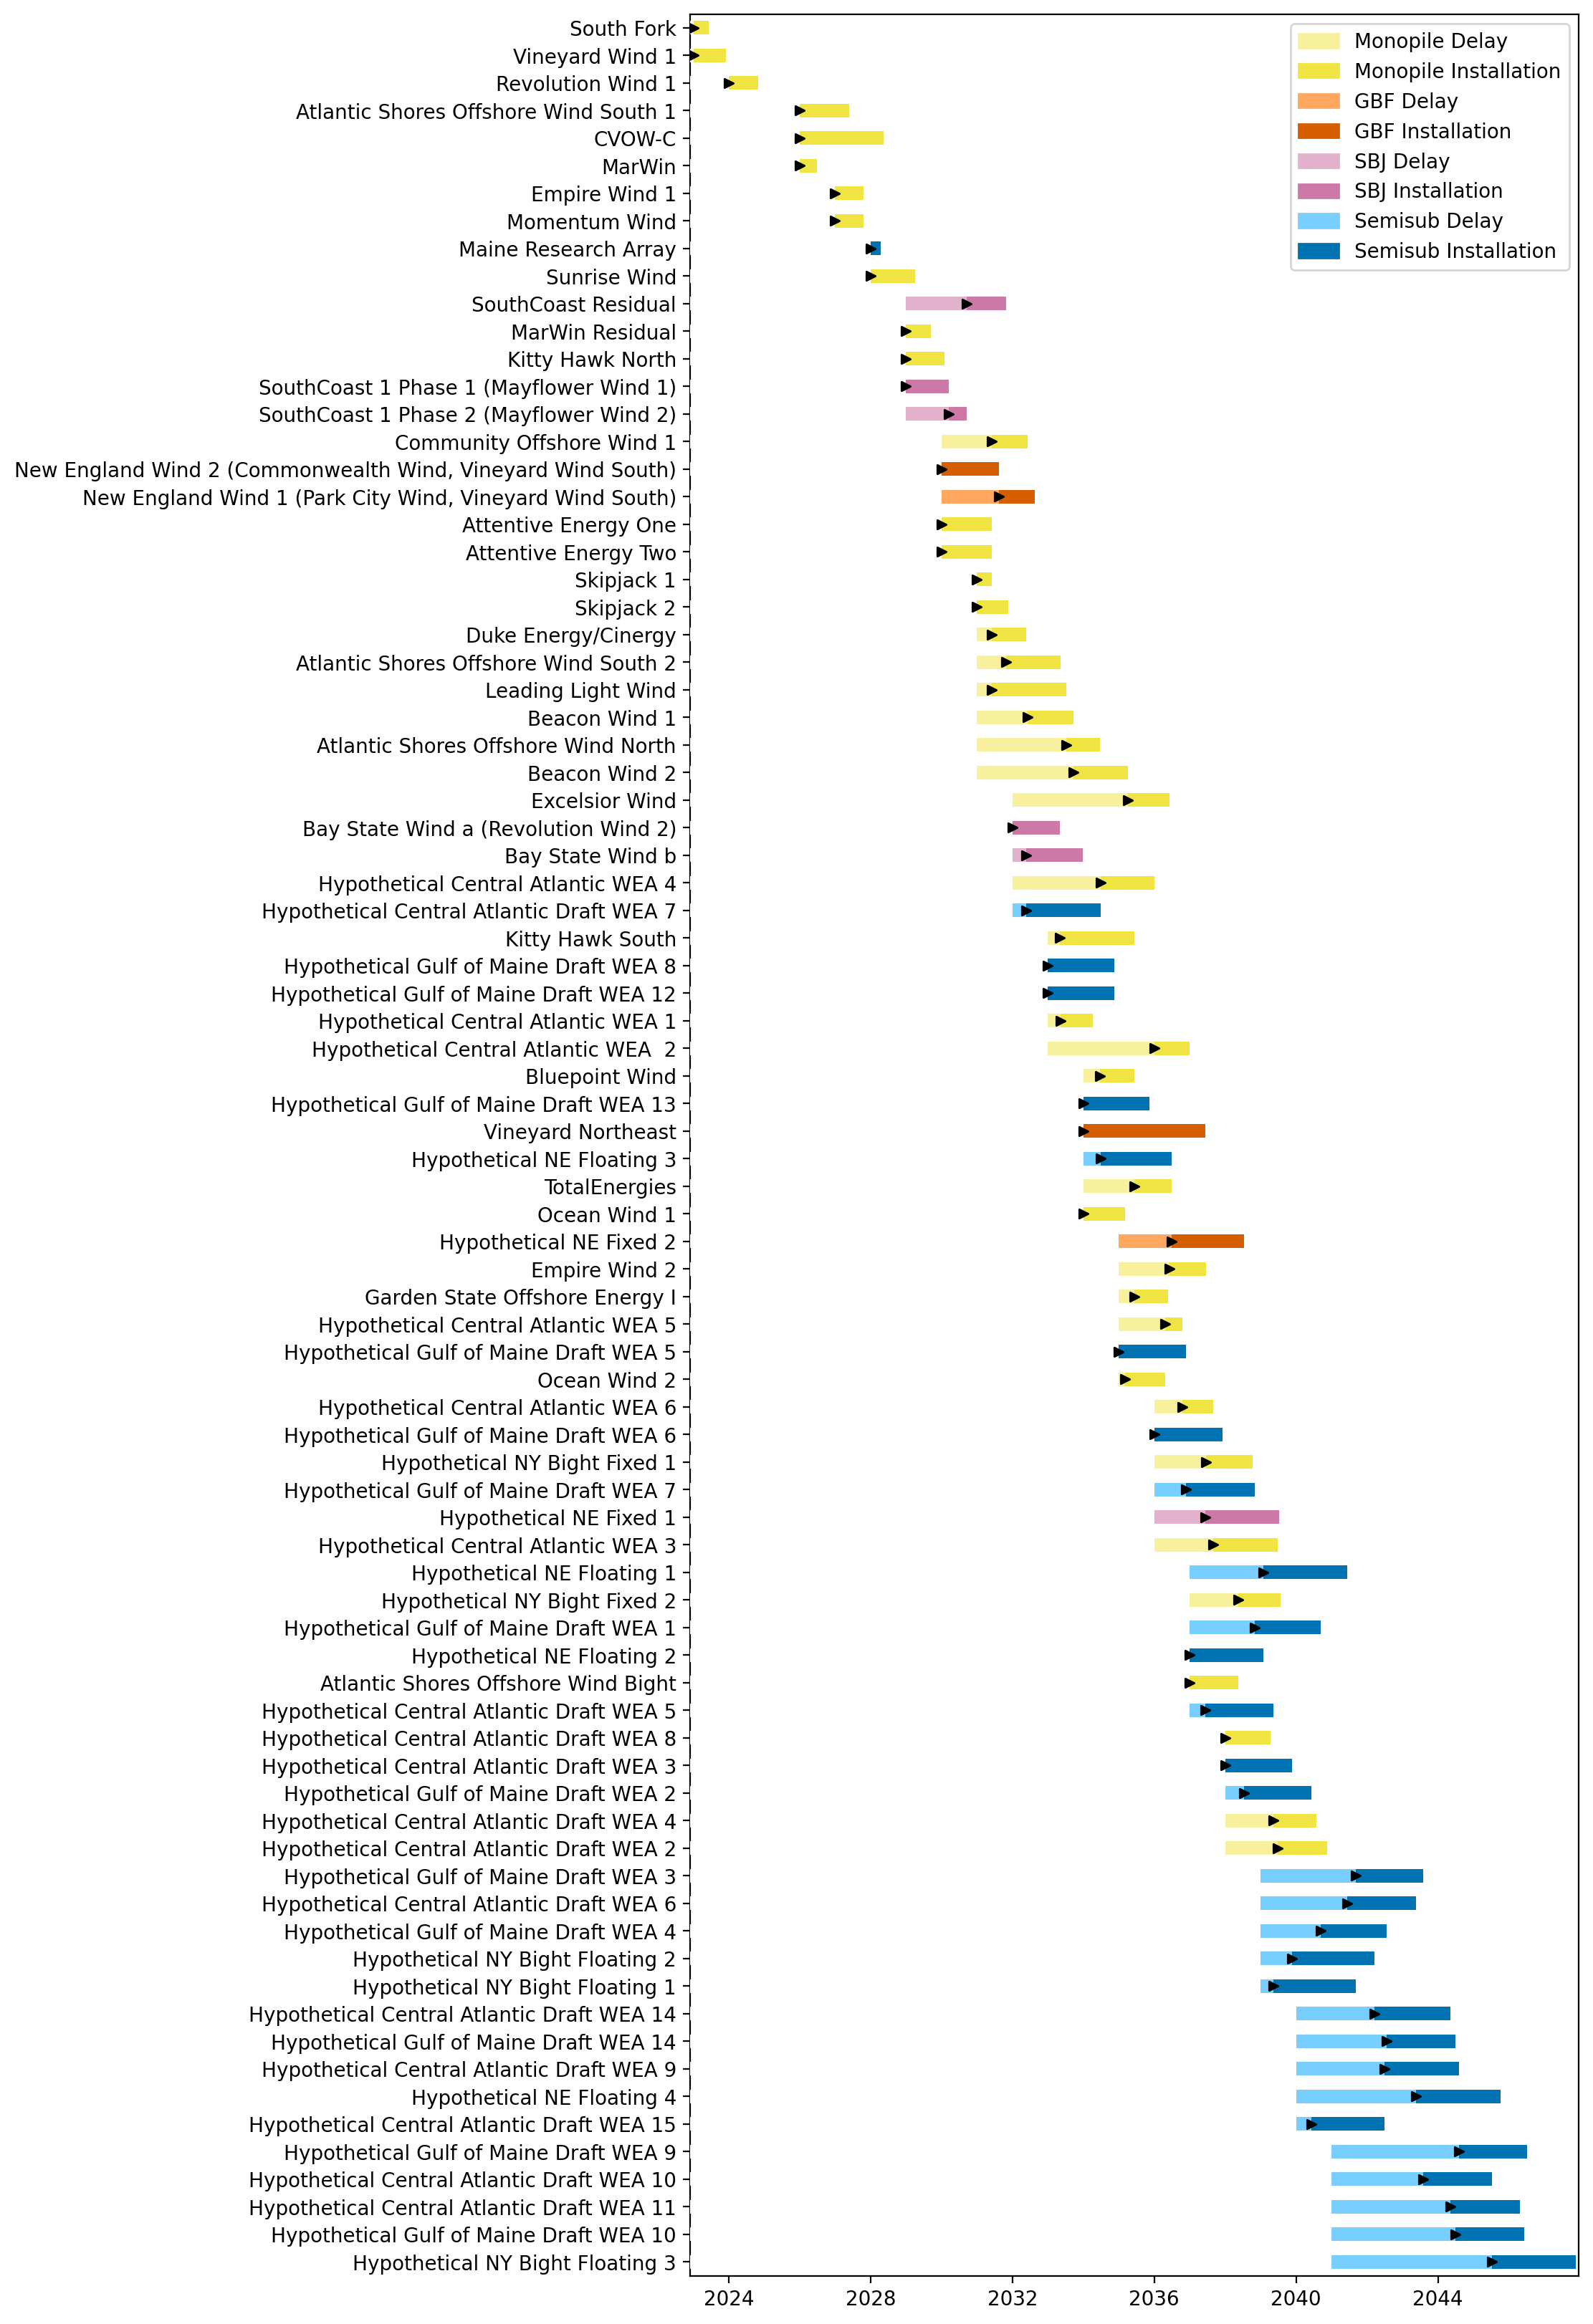 South Fork
Vineyard Wind 1
Revolution Wind 1
Atlantic Shores Offshore Wind South 1
CVOW-C
MarWin
Empire Wind 1
Momentum Wind
Maine Research Array
Sunrise Wind
SouthCoast Residual
MarWin Residual
Kitty Hawk North
SouthCoast 1 Phase 1 (Mayflower Wind 1)
SouthCoast 1 Phase 2 (Mayflower Wind 2)
Community Offshore Wind 1
New England Wind 2 (Commonwealth Wind, Vineyard Wind South)
New England Wind 1 (Park City Wind, Vineyard Wind South)
Attentive Energy One
Attentive Energy Two
Skipjack 1
Skipjack 2
Duke Energy/Cinergy
Atlantic Shores Offshore Wind South 2
Leading Light Wind
Beacon Wind 1
Atlantic Shores Offshore Wind North
Beacon Wind 2
Excelsior Wind
Bay State Wind a (Revolution Wind 2)
Bay State Wind b
Hypothetical Central Atlantic WEA 4
Hypothetical Central Atlantic Draft WEA 7
Kitty Hawk South
Hypothetical Gulf of Maine Draft WEA 8
Hypothetical Gulf of Maine Draft WEA 12
Hypothetical Central Atlantic WEA 1
Hypothetical Central Atlantic WEA  2
Bluepoint Wind
Hypothetical Gulf of Maine Draft WEA 13
Vineyard Northeast
Hypothetical NE Floating 3
TotalEnergies
Ocean Wind 1
Hypothetical NE Fixed 2
Empire Wind 2
Garden State Offshore Energy I
Hypothetical Central Atlantic WEA 5
Hypothetical Gulf of Maine Draft WEA 5
Ocean Wind 2
Hypothetical Central Atlantic WEA 6
Hypothetical Gulf of Maine Draft WEA 6
Hypothetical NY Bight Fixed 1
Hypothetical Gulf of Maine Draft WEA 7
Hypothetical NE Fixed 1
Hypothetical Central Atlantic WEA 3
Hypothetical NE Floating 1
Hypothetical NY Bight Fixed 2
Hypothetical Gulf of Maine Draft WEA 1
Hypothetical NE Floating 2
Atlantic Shores Offshore Wind Bight
Hypothetical Central Atlantic Draft WEA 5
Hypothetical Central Atlantic Draft WEA 8
Hypothetical Central Atlantic Draft WEA 3
Hypothetical Gulf of Maine Draft WEA 2
Hypothetical Central Atlantic Draft WEA 4
Hypothetical Central Atlantic Draft WEA 2
Hypothetical Gulf of Maine Draft WEA 3
Hypothetical Central Atlantic Draft WEA 6
Hypothetical Gulf of Maine Draft WEA 4
Hypothetical NY Bight Floating 2
Hypothetical NY Bight Floating 1
Hypothetical Central Atlantic Draft WEA 14
Hypothetical Gulf of Maine Draft WEA 14
Hypothetical Central Atlantic Draft WEA 9
Hypothetical NE Floating 4
Hypothetical Central Atlantic Draft WEA 15
Hypothetical Gulf of Maine Draft WEA 9
Hypothetical Central Atlantic Draft WEA 10
Hypothetical Central Atlantic Draft WEA 11
Hypothetical Gulf of Maine Draft WEA 10
Hypothetical NY Bight Floating 3
Monopile Delay
Monopile Installation
GBF Delay
GBF Installation
SBJ Delay
SBJ Installation
Semisub Delay
Semisub Installation
2024 2028 2032 2036 2040 2044